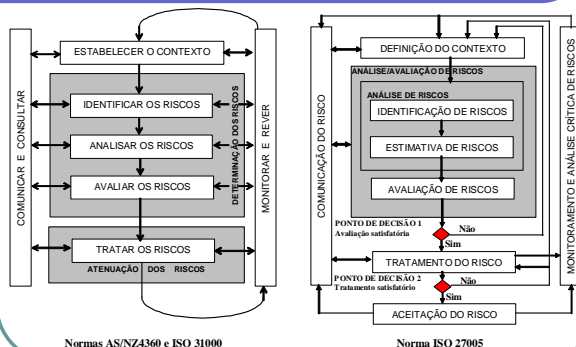 COMUNICAR E CONSULTAR
ESTABELECER O CONTEXTO
IDENTIFICAR OS RISCOS
ANALISAR OS RISCOS
AVALIAR OS RISCOS
DETERMINAÇÃO DOS RISCOS
TRATAR OS RISCOS
ATENUAÇÃO DOS RISCOS
MONITORAR E REVER
Normas AS/NZ4360 e ISO 31000
COMUNICAÇÃO DO RISCO
DEFINIÇÃO DO CONTEXTO
ANÁLISE/AVALIAÇÃO DE RISCOS
ANÁLISE DE RISCOS
IDENTIFICAÇÃO DE RISCOS
ESTIMATIVA DE RISCOS
AVALIAÇÃO DE RISCOS
PONTO DE DECISÃO 1
Avaliação satisfatória
Não
Sim
TRATAMENTO DO RISCO
PONTO DE DECISÃO 2
Tratamento satisfatório
Não
Sim
ACEITAÇÃO DO RISCO
MONITORAMENTO E ANÁLISE CRÍTICA DE RISCOS
Norma ISO 27005